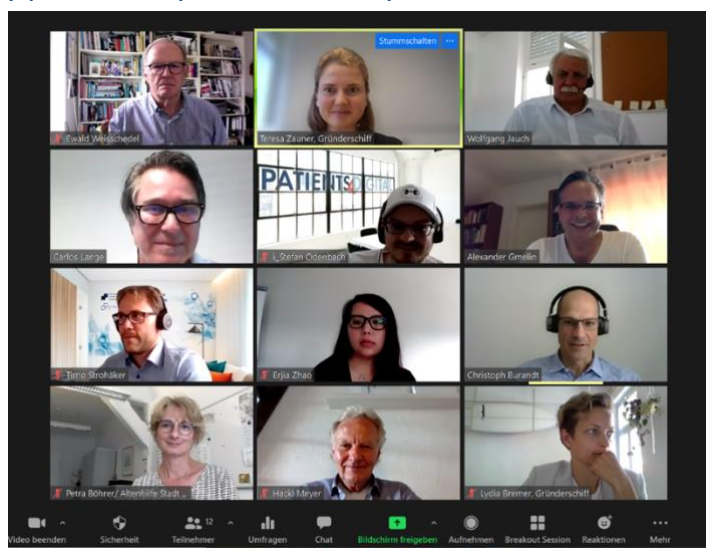 Stummschalten ...
Ewald Weisschedel
Teresa Zauner, Gründerschiff
Wolfgang Jauch
PATIENTS DIGITAL
Carlos Lange
i_Stefan Odenbach
Alexander Gmelin
Timo Strohäker
Erjia Zhao
Christoph Burandt
Petra Böhrer/ Altenhilfe Stadt ...
Hacki Meyer
Lydia Bremer, Gründerschiff
12
Video beenden
Sicherheit
Teilnehmer
Umfragen
Chat
Bildschirm freigeben
Aufnehmen
Breakout Session
Reaktionen
Mehr